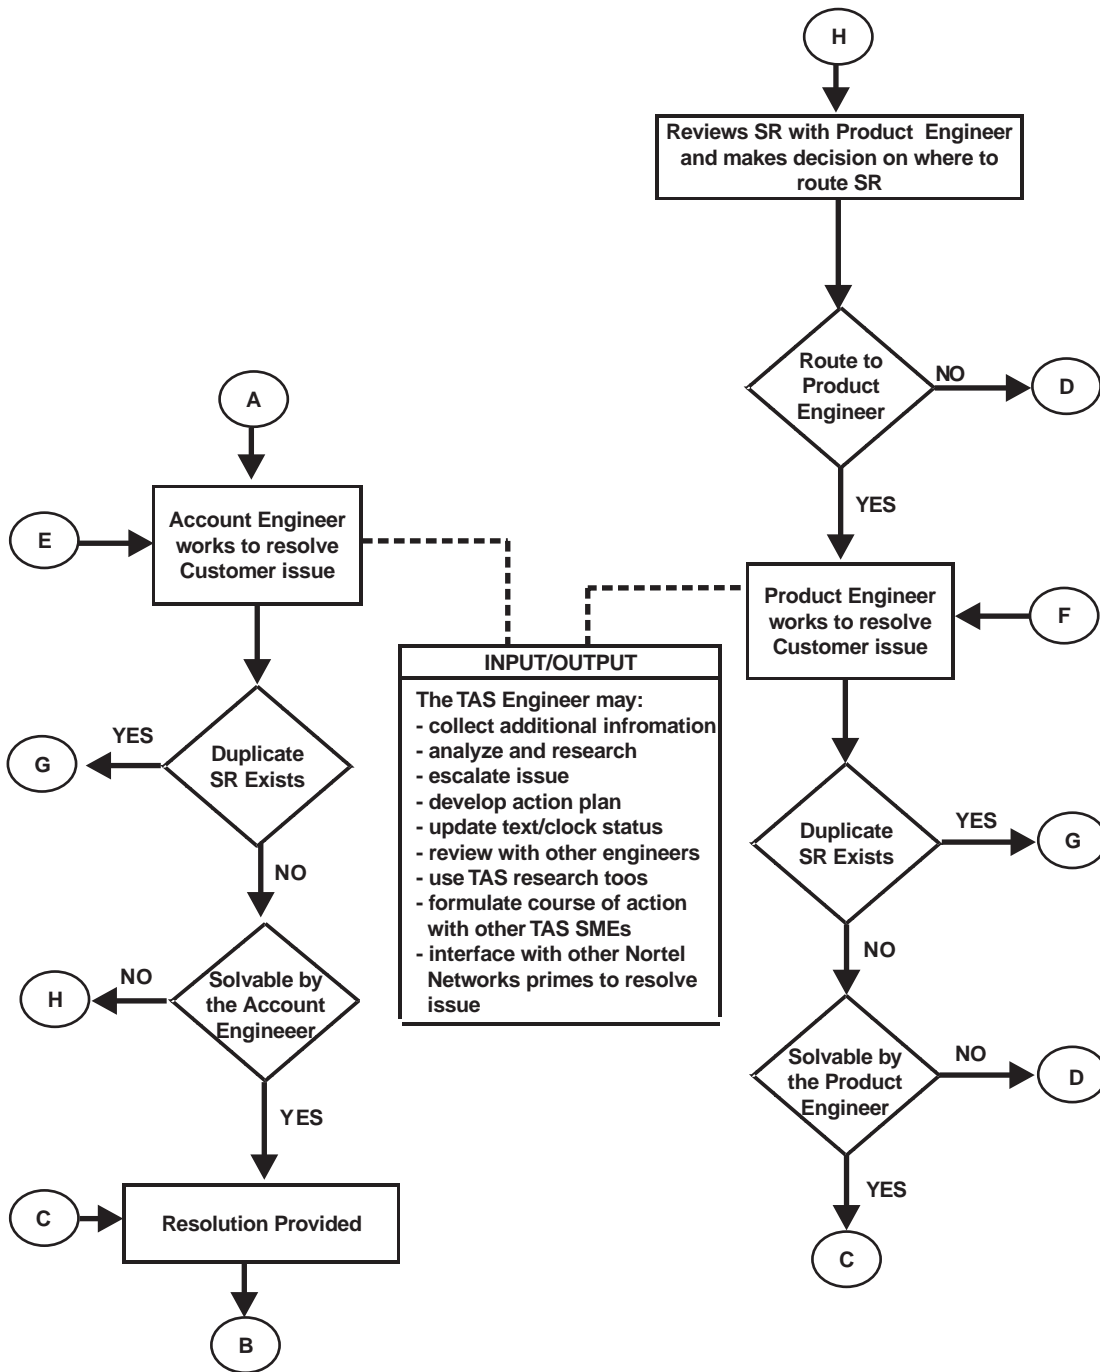 H
Reviews SR with Product Engineer
and makes decision on where to
route SR
Route to
Product
Engineer
NO
D
YES
A
E
Account Engineer
works to resolve
Customer issue
Product Engineer
works to resolve
Customer issue
F
INPUT/OUTPUT
The TAS Engineer may:
- collect additional infromation
- analyze and research
- escalate issue
- develop action plan
- update text/clock status
- review with other engineers
- use TAS research toos
- formulate course of action
with other TAS SMEs
- interface with other Nortel
Networks primes to resolve
issue
YES
G
Duplicate
SR Exists
NO
NO
H
Solvable by
the Account
Engineeer
YES
C
Resolution Provided
B
Duplicate
SR Exists
YES
G
NO
Solvable by
the Product
Engineer
NO
D
YES
C